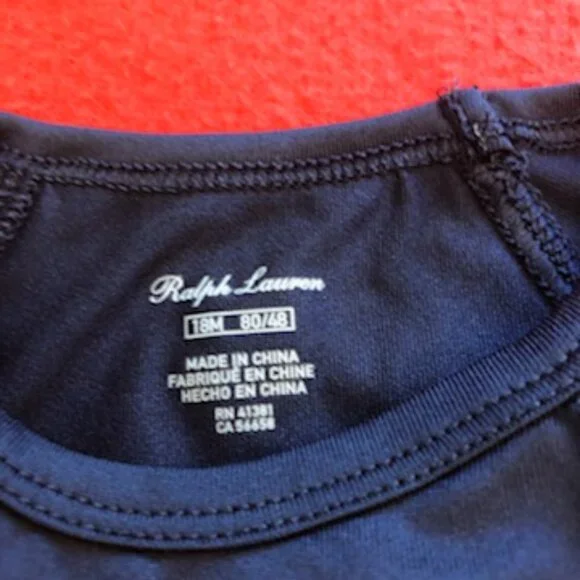 Ralph Lauren
18M 80/48
MADE IN CHINA
FABRIQUÉ EN CHINE
HECHO EN CHINA
RN 41381
CA 56658